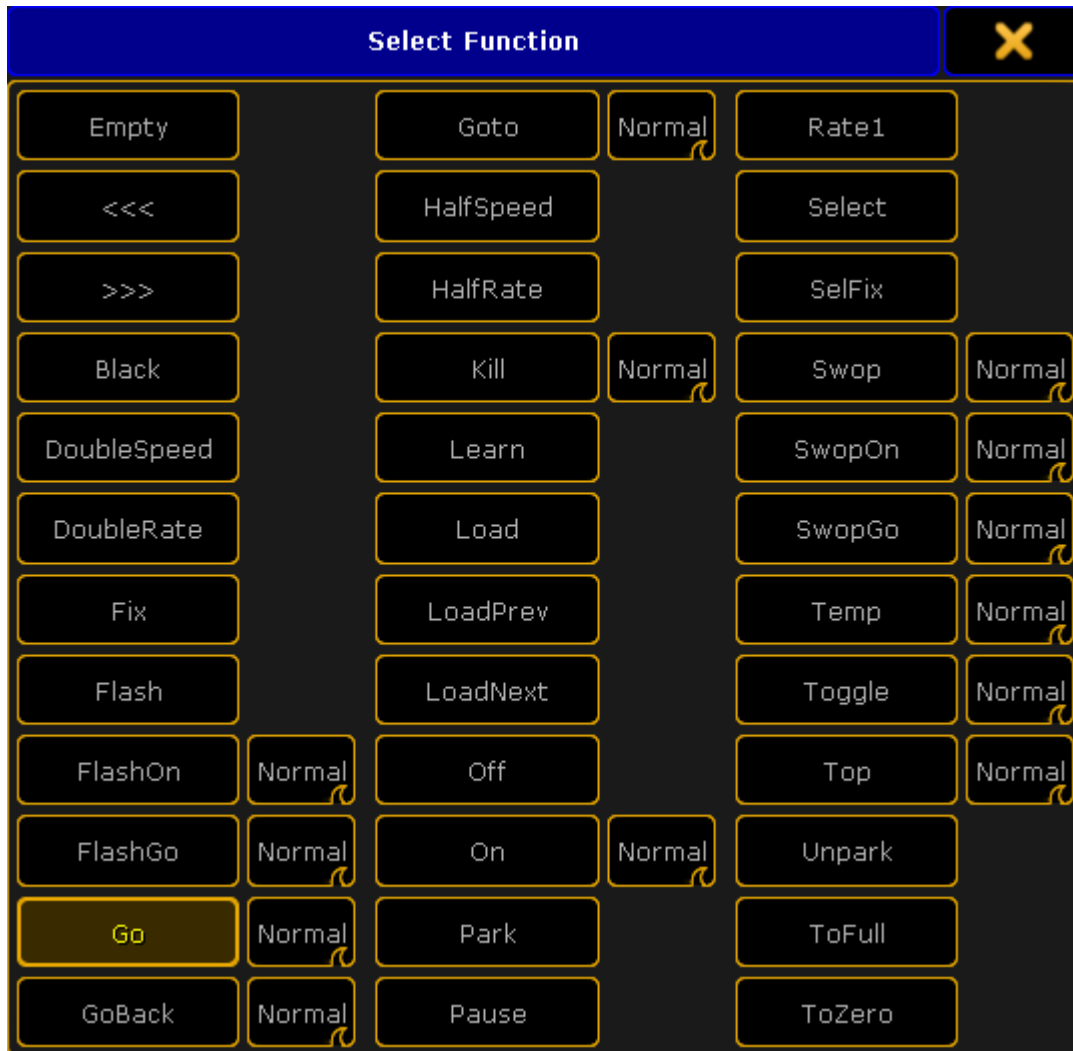 Select Function
Empty Goto Normal Rate1
<<< HalfSpeed Select
>>> HalfRate SelFix
Black Kill Normal Swop Normal
DoubleSpeed Learn SwopOn Normal
DoubleRate Load SwopGo Normal
Fix LoadPrev Temp Normal
Flash LoadNext Toggle Normal
FlashOn Normal Off Top Normal
FlashGo Normal On Normal Unpark
Go Normal Park ToFull
GoBack Normal Pause ToZero